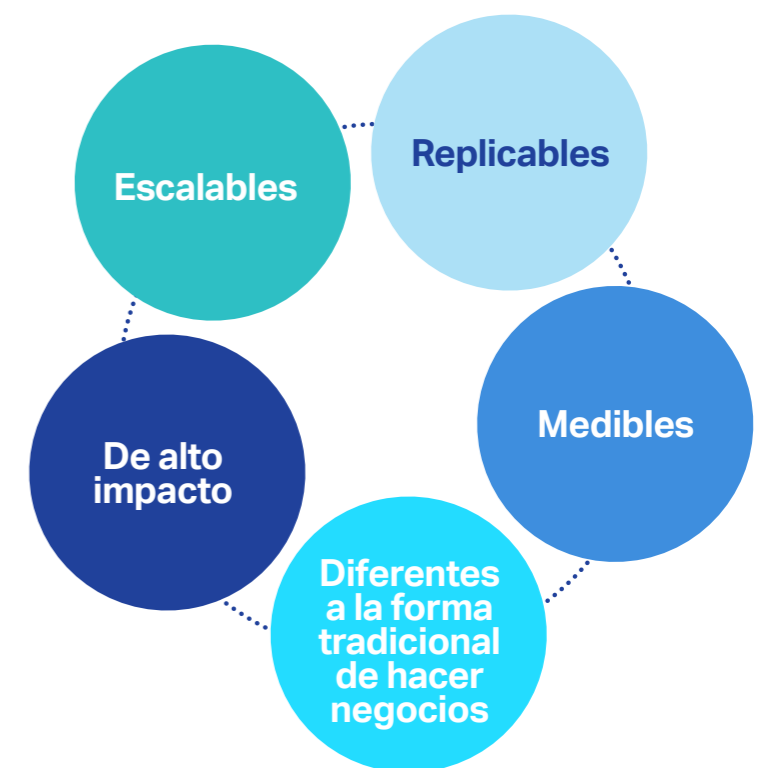 Escalables
Replicables
Medibles
De alto
impacto
Diferentes
a la forma
tradicional
de hacer
negocios